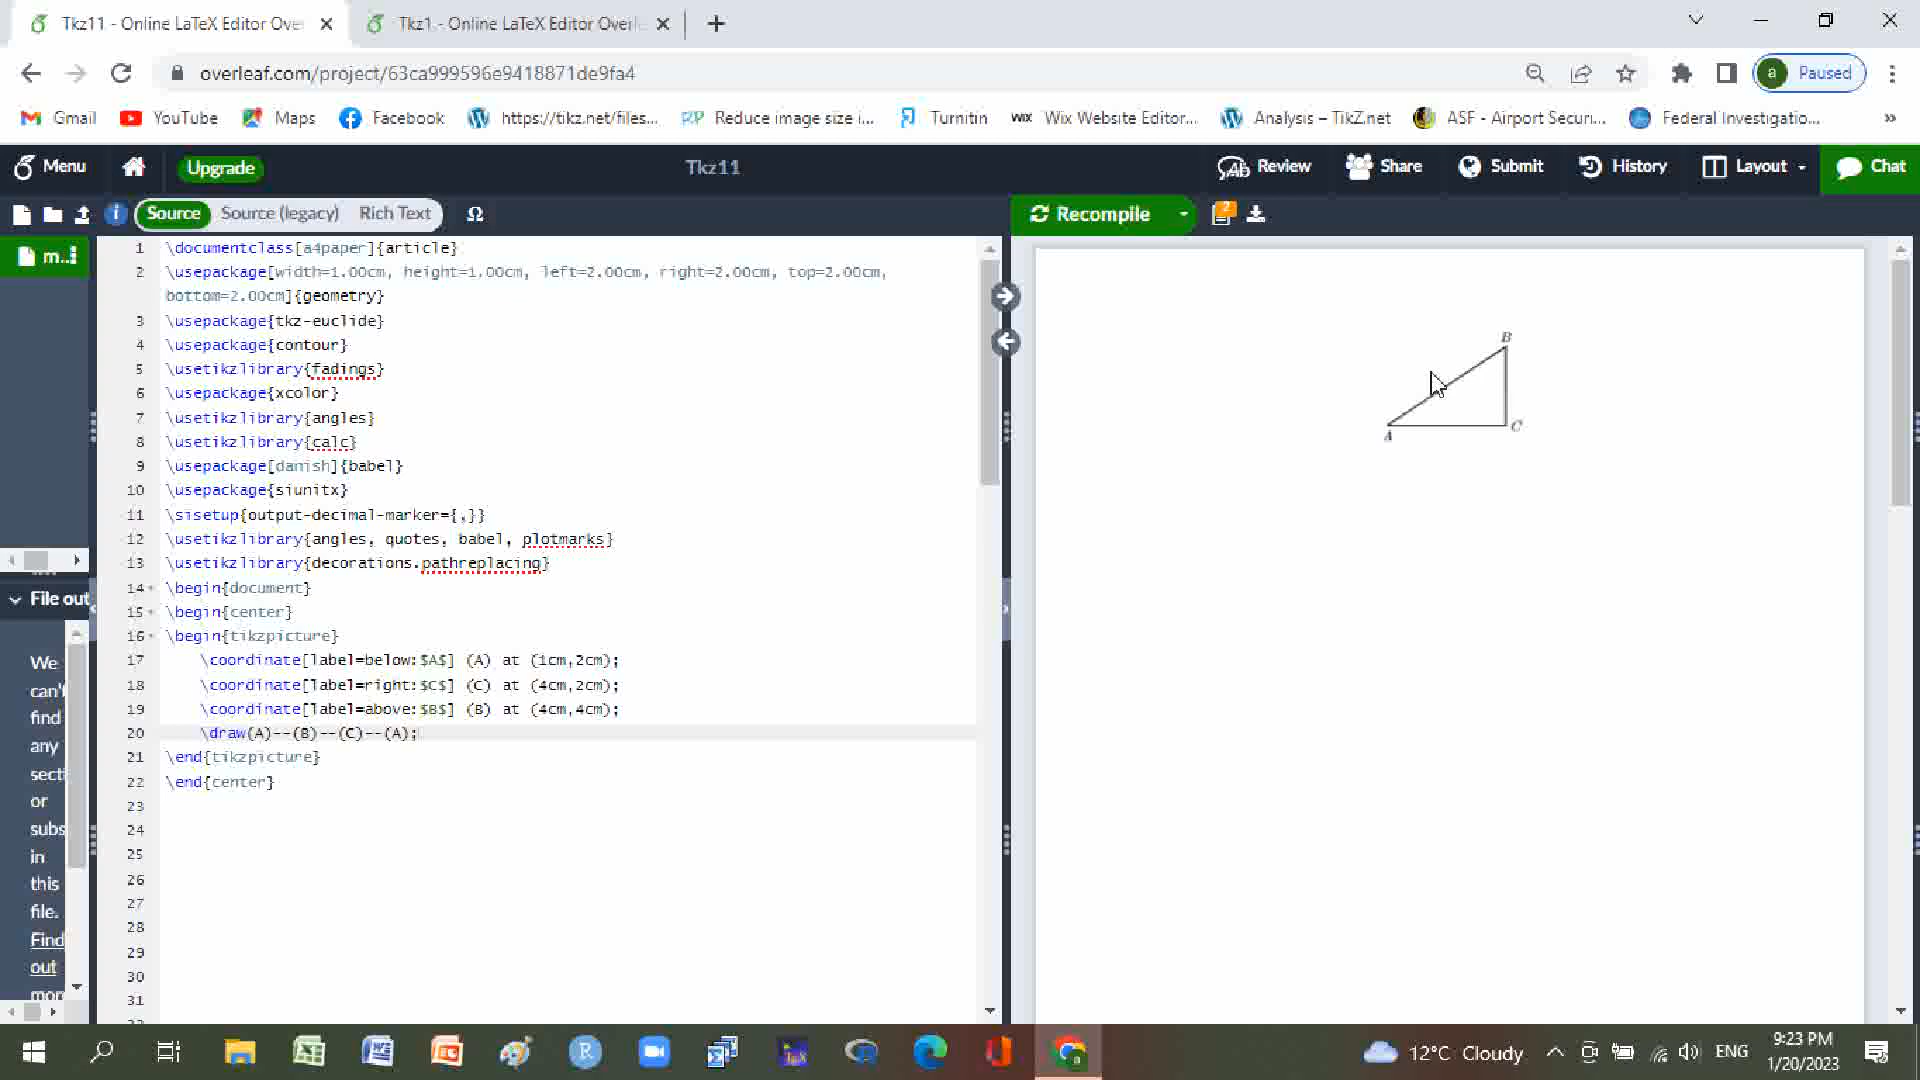 Tkz11 - Online LaTeX Editor Over
Tkz1 - Online LaTeX Editor Overl
overleaf.com/project/63ca999596e9418871de9fa4
a Paused
Gmail YouTube Maps Facebook https://tikz.net/files... Reduce image size i... Turnitin WIX Wix Website Editor... Analysis – TikZ.net ASF - Airport Securi... Federal Investigatio... »
Menu Upgrade Tkz11 Review Share Submit History Layout Chat
Source Source (legacy) Rich Text Ω Recompile 2
m..
1 \documentclass[a4paper]{article}
2 \usepackage[width=1.00cm, height=1.00cm, left=2.00cm, right=2.00cm, top=2.00cm,
bottom=2.00cm]{geometry}
3 \usepackage{tkz-euclide}
4 \usepackage{contour}
5 \usetikzlibrary{fadings}
6 \usepackage{xcolor}
7 \usetikzlibrary{angles}
8 \usetikzlibrary{calc}
9 \usepackage[danish]{babel}
10 \usepackage{siunitx}
11 \sisetup{output-decimal-marker={,}}
12 \usetikzlibrary{angles, quotes, babel, plotmarks}
13 \usetikzlibrary{decorations.pathreplacing}
14 \begin{document}
15 \begin{center}
16 \begin{tikzpicture}
17 \coordinate[label=below:$A$] (A) at (1cm,2cm);
18 \coordinate[label=right:$C$] (C) at (4cm,2cm);
19 \coordinate[label=above:$B$] (B) at (4cm,4cm);
20 \draw(A)--(B)--(C)--(A);
21 \end{tikzpicture}
22 \end{center}
23
24
25
26
27
28
29
30
31
File out
We
can't
find
any
secti
or
subs
in
this
file.
Find
out
more
B
A
C
12°C Cloudy
ENG
9:23 PM
1/20/2023